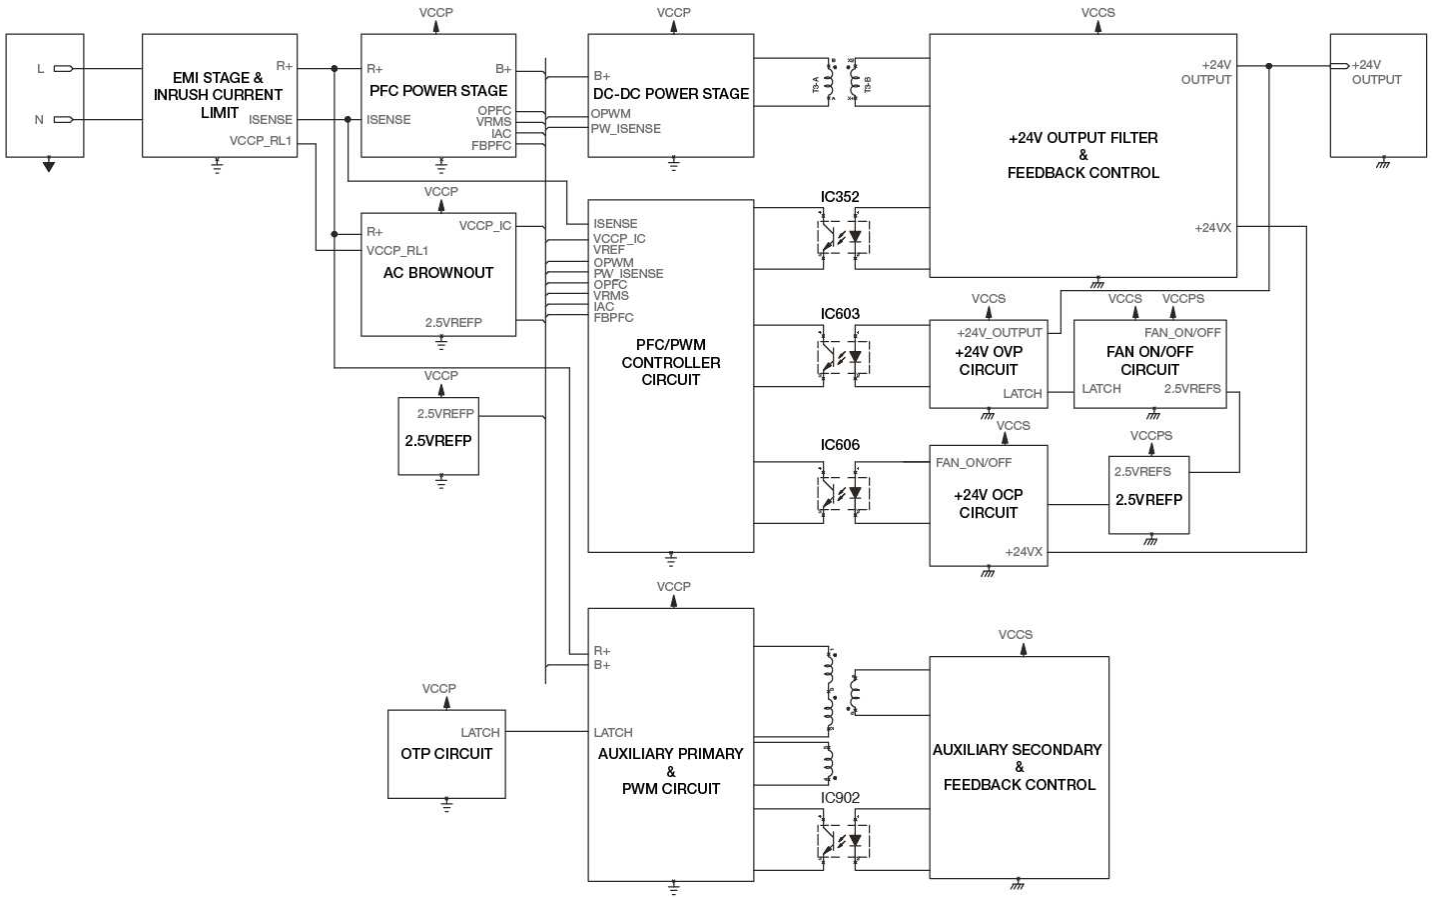 VCCP
VCCP
VCCS
L
N
EMI STAGE &
INRUSH CURRENT
LIMIT
R+
ISENSE
VCCP_RL1
R+
ISENSE
PFC POWER STAGE
B+
OPFC
VRMS
IAC
FBPFC
B+
DC-DC POWER STAGE
OPWM
PW_ISENSE
T3-A
T3-B
+24V OUTPUT FILTER
&
FEEDBACK CONTROL
+24V
OUTPUT
+24VX
+24V
OUTPUT
VCCP
R+
VCCP_RL1
VCCP_IC
AC BROWNOUT
2.5VREFP
VCCP
2.5VREFP
2.5VREFP
ISENSE
VCCP_IC
VREF
OPWM
PW_ISENSE
OPFC
VRMS
IAC
FBPFC
PFC/PWM
CONTROLLER
CIRCUIT
IC352
IC603
IC606
VCCS
+24V_OUTPUT
+24V OVP
CIRCUIT
LATCH
VCCS
VCCPS
FAN_ON/OFF
FAN ON/OFF
CIRCUIT
LATCH
2.5VREFS
VCCS
FAN_ON/OFF
+24V OCP
CIRCUIT
+24VX
VCCPS
2.5VREFS
2.5VREFP
VCCP
R+
B+
LATCH
AUXILIARY PRIMARY
&
PWM CIRCUIT
VCCP
LATCH
OTP CIRCUIT
IC902
VCCS
AUXILIARY SECONDARY
&
FEEDBACK CONTROL